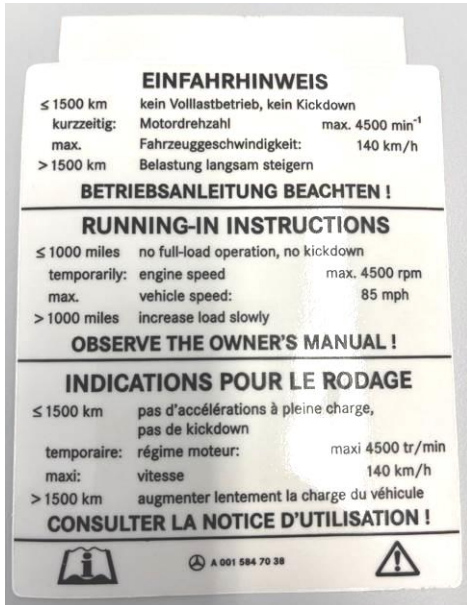 EINFAHRHINWEIS
≤ 1500 km kein Volllastbetrieb, kein Kickdown
kurzzeitig: Motordrehzahl max. 4500 min⁻¹
max. Fahrzeuggeschwindigkeit: 140 km/h
> 1500 km Belastung langsam steigern
BETRIEBSANLEITUNG BEACHTEN !
RUNNING-IN INSTRUCTIONS
≤ 1000 miles no full-load operation, no kickdown
temporarily: engine speed max. 4500 rpm
max. vehicle speed: 85 mph
> 1000 miles increase load slowly
OBSERVE THE OWNER'S MANUAL !
INDICATIONS POUR LE RODAGE
≤ 1500 km pas d'accélérations à pleine charge,
pas de kickdown
temporaire: régime moteur: maxi 4500 tr/min
maxi: vitesse 140 km/h
> 1500 km augmenter lentement la charge du véhicule
CONSULTER LA NOTICE D'UTILISATION !
A 001 584 70 38